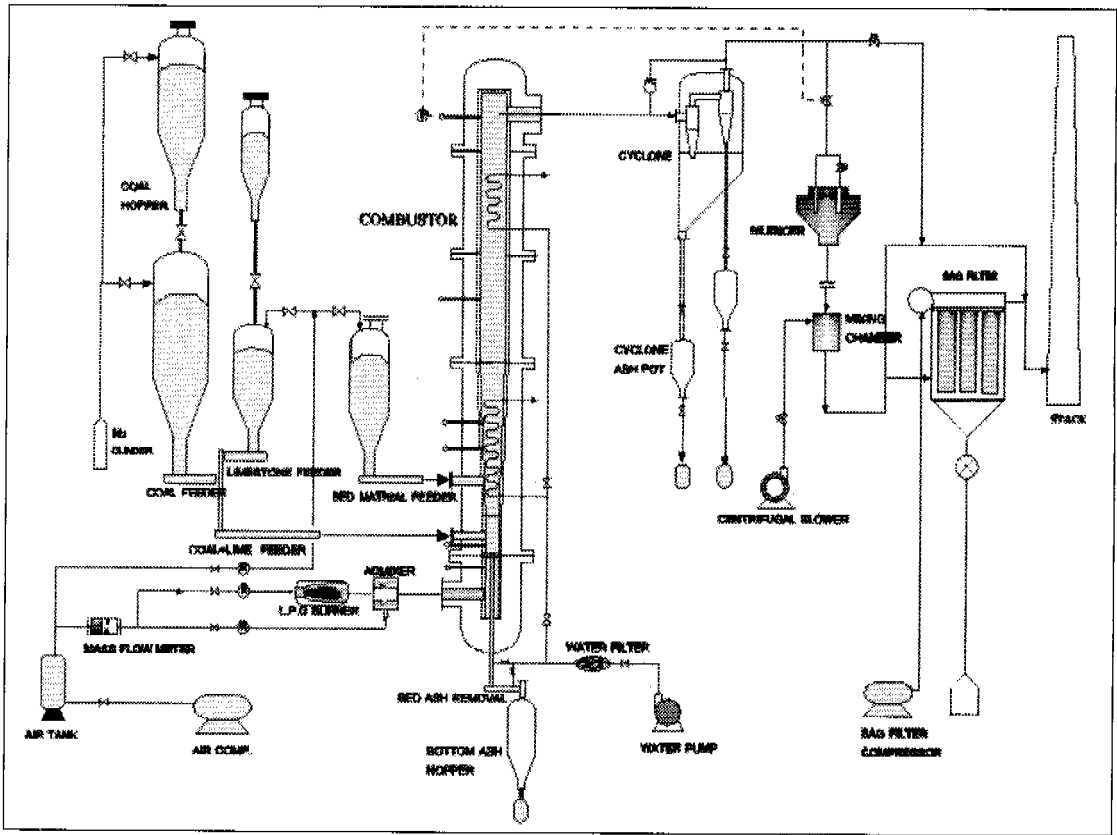 COAL
HOPPER
COMBUSTOR
CYCLONE
SILENCER
BAG FILTER
MIXING
CHAMBER
CYCLONE
ASH POT
STACK
N₂
CLINDER
LIMESTONE FEEDER
COAL FEEDER
BED MATRIAL FEEDER
CENTRIFUGAL BLOWER
COAL+LIME FEEDER
ADMIXER
L.P.G BURNER
MASS FLOW METER
WATER FILTER
BED ASH REMOVAL
AIR TANK
AIR COMP.
BOTTOM ASH
HOPPER
WATER PUMP
BAG FILTER
COMPRESSOR